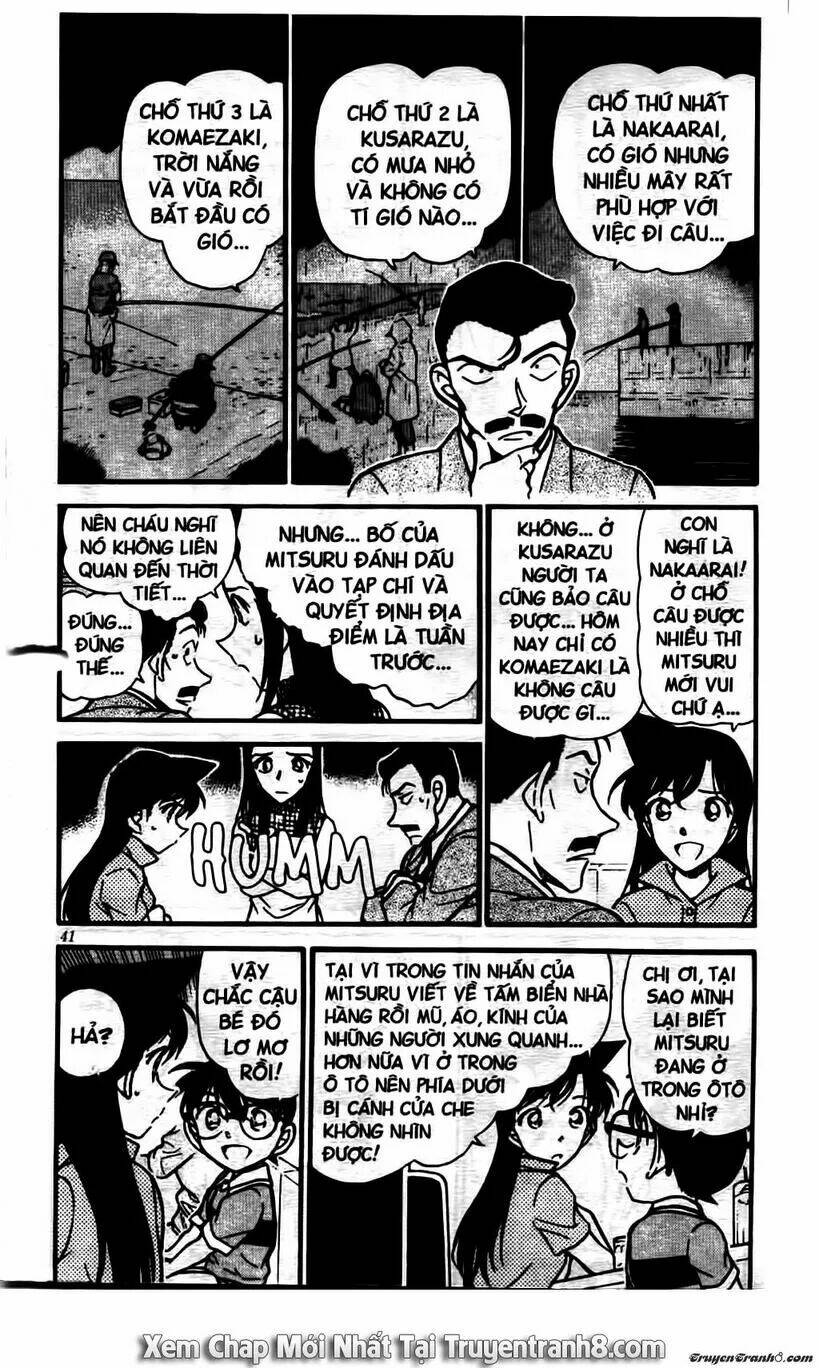 CHỖ THỨ NHẤT
LÀ NAKAARAI,
CÓ GIÓ NHƯNG
NHIỀU MÂY RẤT
PHÙ HỢP VỚI
VIỆC ĐI CÂU...
CHỖ THỨ 2 LÀ
KUSARAZU,
CÓ MƯA NHỎ
VÀ KHÔNG CÓ
TÍ GIÓ NÀO...
CHỖ THỨ 3 LÀ
KOMAEZAKI,
TRỜI NẮNG
VÀ VỪA RỒI
BẮT ĐẦU CÓ
GIÓ...
CON
NGHĨ LÀ
NAKAARAI!
Ở CHỖ
CÂU ĐƯỢC
NHIỀU THÌ
MITSURU
MỚI VUI
CHỨ Ạ...
KHÔNG... Ở
KUSARAZU
NGƯỜI TA
CŨNG BẢO CÂU
ĐƯỢC... HÔM
NAY CHỈ CÓ
KOMAEZAKI LÀ
KHÔNG CÂU
ĐƯỢC GÌ...
NHƯNG... BỐ CỦA
MITSURU ĐÁNH DẤU
VÀO TẠP CHÍ VÀ
QUYẾT ĐỊNH ĐỊA
ĐIỂM LÀ TUẦN
TRƯỚC...
NÊN CHÁU NGHĨ
NÓ KHÔNG LIÊN
QUAN ĐẾN THỜI
TIẾT...
ĐÚNG...
ĐÚNG
THẾ...
HUMM
41
CHỊ ƠI, TẠI
SAO MÌNH
LẠI BIẾT
MITSURU
ĐANG Ở
TRONG ÔTÔ
NHỈ?
TẠI VÌ TRONG TIN NHẮN CỦA
MITSURU VIẾT VỀ TẤM BIỂN NHÀ
HÀNG RỒI MŨ, ÁO, KÍNH CỦA
NHỮNG NGƯỜI XUNG QUANH...
HƠN NỮA VÌ Ở TRONG
Ô TÔ NÊN PHÍA DƯỚI
BỊ CÁNH CỬA CHE
KHÔNG NHÌN
ĐƯỢC!
VẬY
CHẮC CẬU
BÉ ĐÓ
LƠ MƠ
RỒI!
HẢ?
Xem Chap Mới Nhất Tại Truyentranh8.com
TruyenTranh8.com